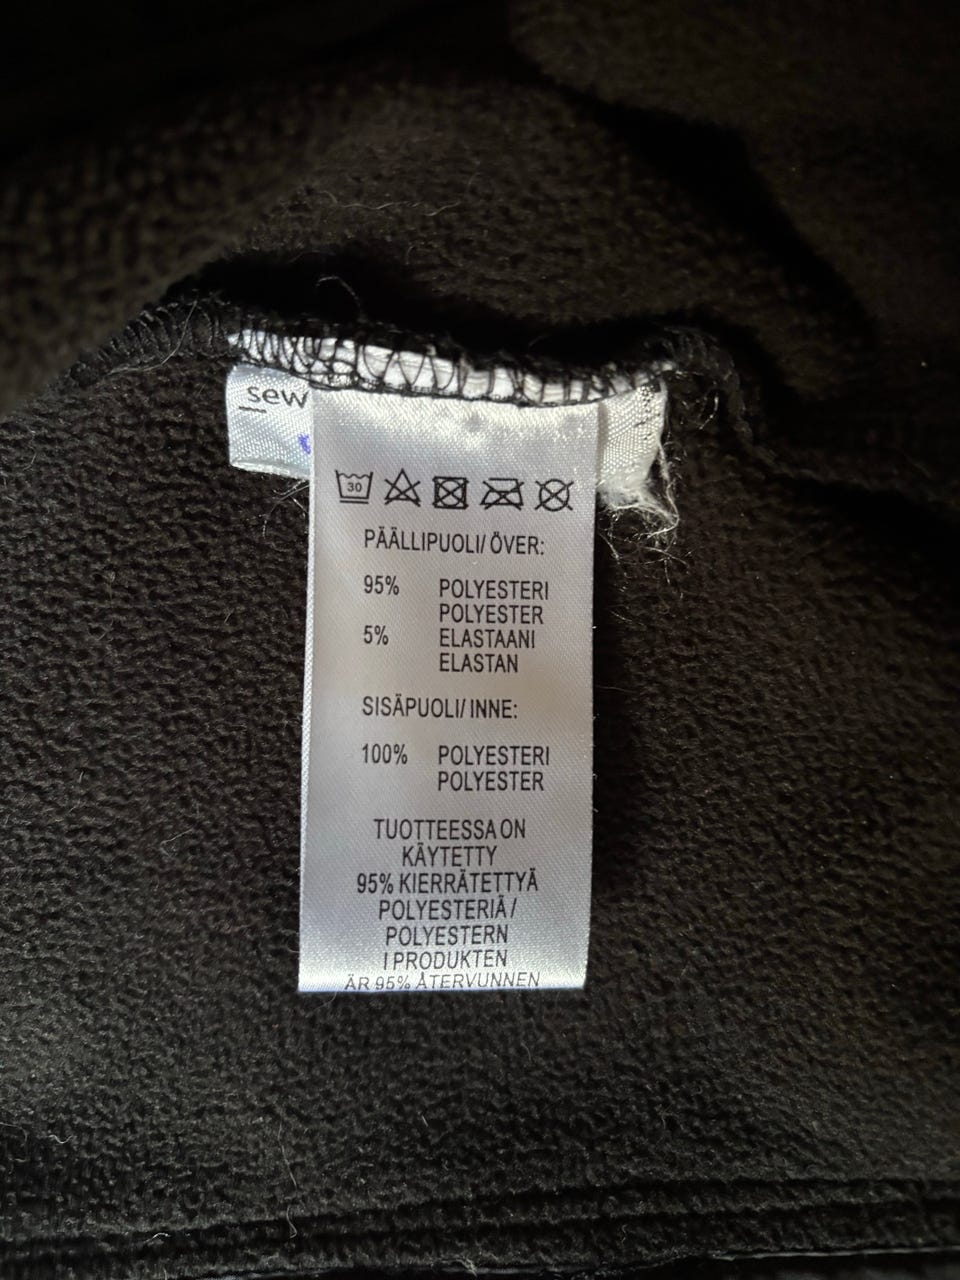 sew
30
PÄÄLLIPUOLI/ ÖVER:
95% POLYESTERI
POLYESTER
5% ELASTAANI
ELASTAN
SISÄPUOLI/ INNE:
100% POLYESTERI
POLYESTER
TUOTTEESSA ON
KÄYTETTY
95% KIERRÄTETTYÄ
POLYESTERIÄ /
POLYESTERN
I PRODUKTEN
ÄR 95% ÅTERVUNNEN